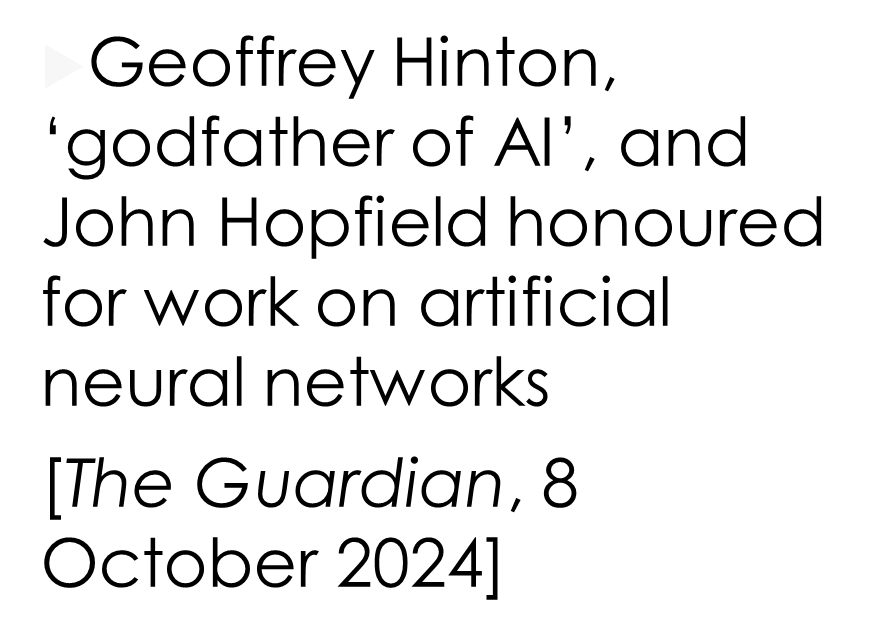 Geoffrey Hinton,
‘godfather of AI’, and
John Hopfield honoured
for work on artificial
neural networks
[The Guardian, 8
October 2024]